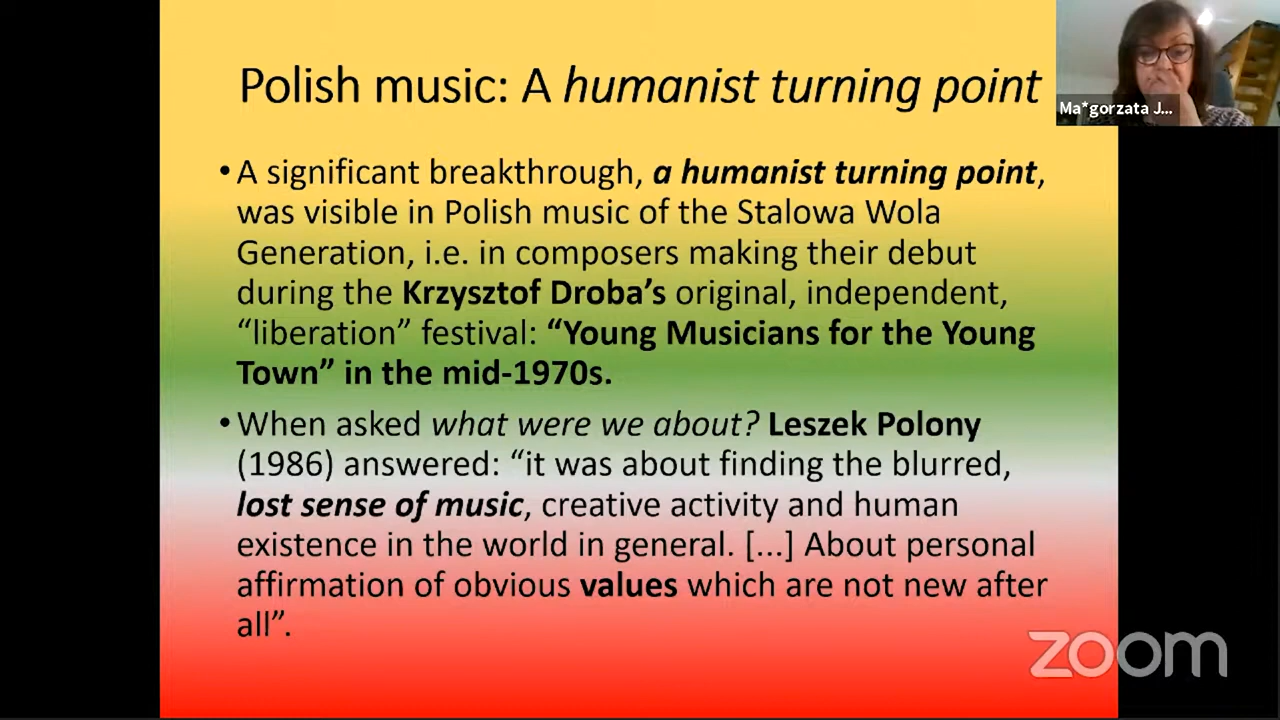 Polish music: A humanist turning point
Ma*gorzata J...
•A significant breakthrough, a humanist turning point,
was visible in Polish music of the Stalowa Wola
Generation, i.e. in composers making their debut
during the Krzysztof Droba’s original, independent,
“liberation” festival: “Young Musicians for the Young
Town” in the mid-1970s.
•When asked what were we about? Leszek Polony
(1986) answered: “it was about finding the blurred,
lost sense of music, creative activity and human
existence in the world in general. [...] About personal
affirmation of obvious values which are not new after
all”.
zoom